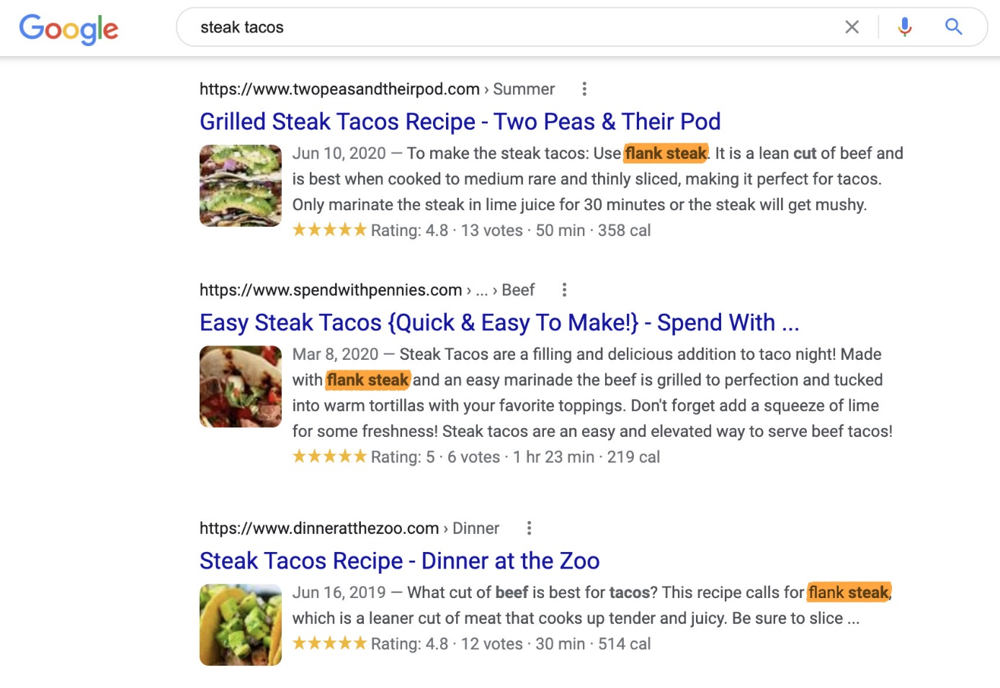 Google
steak tacos
https://www.twopeasandtheirpod.com › Summer
Grilled Steak Tacos Recipe - Two Peas & Their Pod
Jun 10, 2020 — To make the steak tacos: Use flank steak. It is a lean cut of beef and
is best when cooked to medium rare and thinly sliced, making it perfect for tacos.
Only marinate the steak in lime juice for 30 minutes or the steak will get mushy.
★★★★★ Rating: 4.8 · 13 votes · 50 min · 358 cal
https://www.spendwithpennies.com › ... › Beef
Easy Steak Tacos {Quick & Easy To Make!} - Spend With ...
Mar 8, 2020 — Steak Tacos are a filling and delicious addition to taco night! Made
with flank steak and an easy marinade the beef is grilled to perfection and tucked
into warm tortillas with your favorite toppings. Don't forget add a squeeze of lime
for some freshness! Steak tacos are an easy and elevated way to serve beef tacos!
★★★★★ Rating: 5 · 6 votes · 1 hr 23 min · 219 cal
https://www.dinneratthezoo.com › Dinner
Steak Tacos Recipe - Dinner at the Zoo
Jun 16, 2019 — What cut of beef is best for tacos? This recipe calls for flank steak,
which is a leaner cut of meat that cooks up tender and juicy. Be sure to slice ...
★★★★★ Rating: 4.8 · 12 votes · 30 min · 514 cal